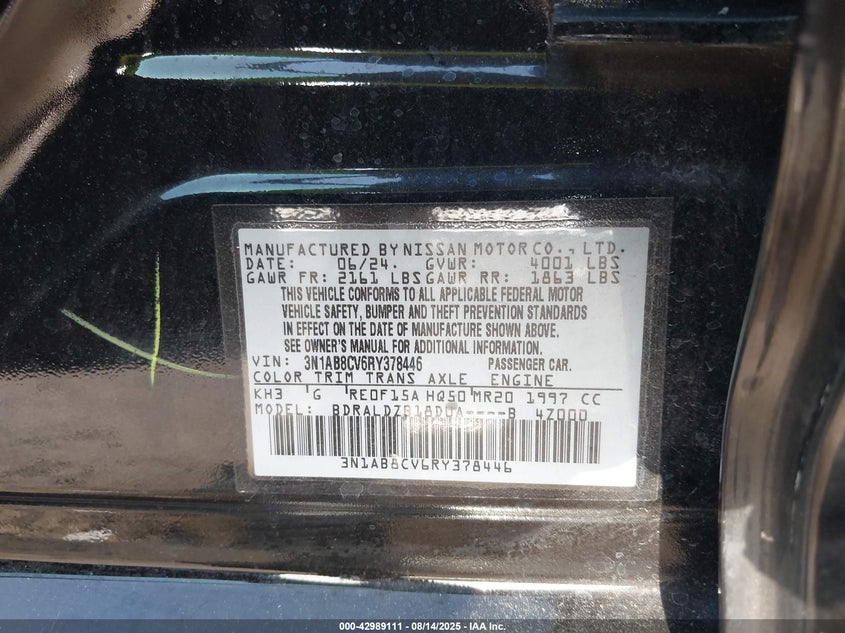 MANUFACTURED BY NISSAN MOTOR CO., LTD.
DATE: 06/24. GVWR: 4001 LBS
GAWR FR: 2161 LBS GAWR RR: 1863 LBS
THIS VEHICLE CONFORMS TO ALL APPLICABLE FEDERAL MOTOR
VEHICLE SAFETY, BUMPER AND THEFT PREVENTION STANDARDS
IN EFFECT ON THE DATE OF MANUFACTURE SHOWN ABOVE.
SEE OWNER'S MANUAL FOR ADDITIONAL INFORMATION.
VIN: 3N1AB8CV6RY378446 PASSENGER CAR.
COLOR TRIM TRANS AXLE ENGINE
KH3 G RE0F15A HQ50 MR20 1997 CC
MODEL: BDRALDZB18DUA----B 4Z000
3N1AB8CV6RY378446
000-42989111 - 08/14/2025 - IAA Inc.